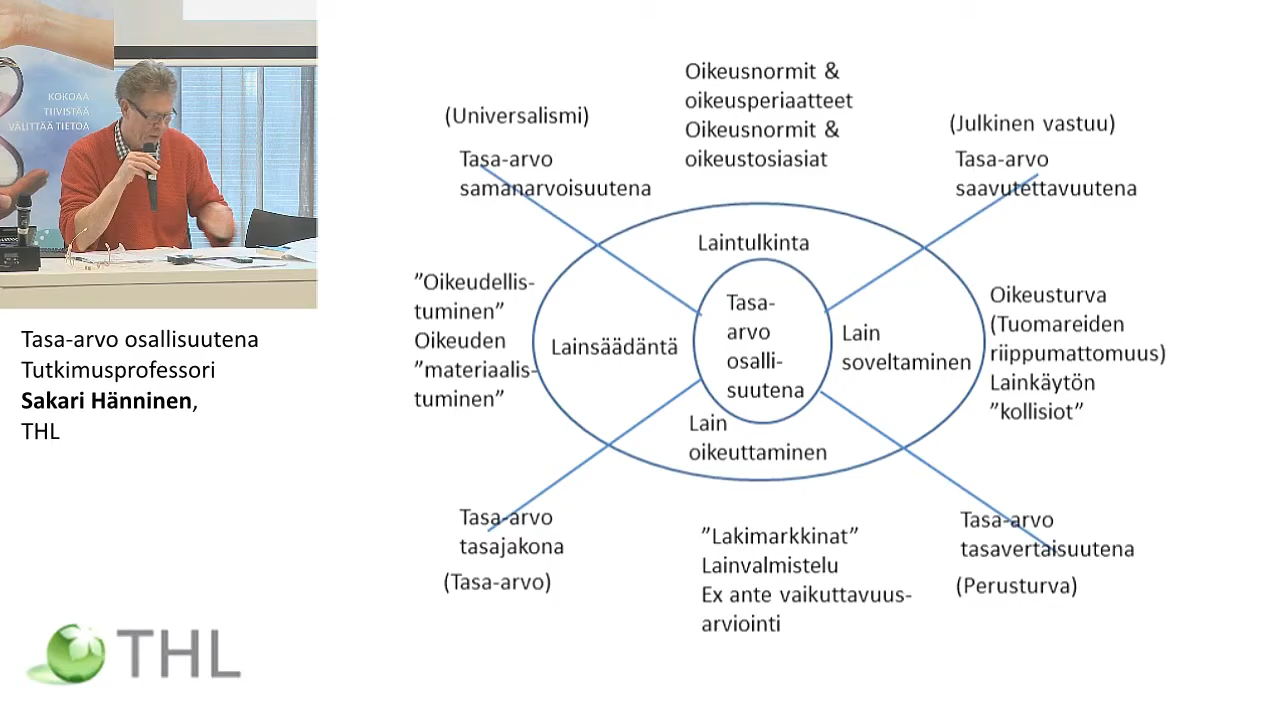 KOKOAA
TIIVISTÄÄ
VÄLITTÄÄ TIETOA
Tasa-arvo osallisuutena
Tutkimusprofessori
Sakari Hänninen,
THL
THL
(Universalismi)
Tasa-arvo
samanarvoisuutena
Oikeusnormit &
oikeusperiaatteet
Oikeusnormit &
oikeustosiasiat
(Julkinen vastuu)
Tasa-arvo
saavutettavuutena
Laintulkinta
”Oikeudellis-
tuminen”
Oikeuden
”materiaalis-
tuminen”
Lainsäädäntä
Tasa-
arvo
osalli-
suutena
Lain
soveltaminen
Oikeusturva
(Tuomareiden
riippumattomuus)
Lainkäytön
”kollisiot”
Lain
oikeuttaminen
Tasa-arvo
tasajakona
(Tasa-arvo)
”Lakimarkkinat”
Lainvalmistelu
Ex ante vaikuttavuus-
arviointi
Tasa-arvo
tasavertaisuutena
(Perusturva)